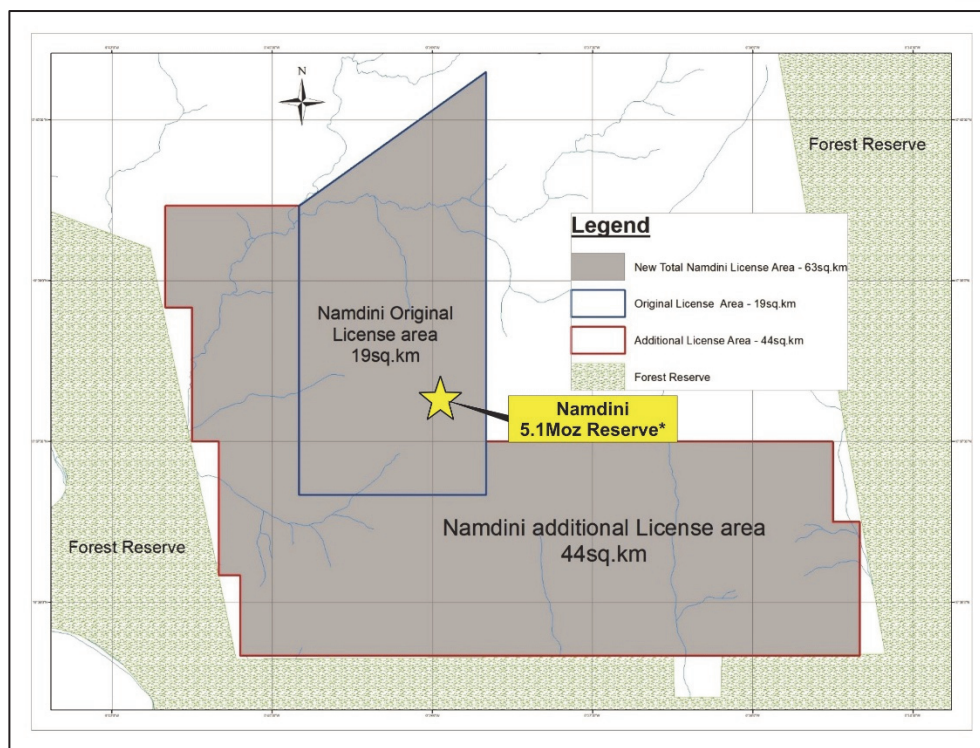 N
Forest Reserve
Legend
New Total Namdini License Area - 63sq.km
Original License Area - 19sq.km
Additional License Area - 44sq.km
Forest Reserve
Namdini Original
License area
19sq.km
Namdini
5.1Moz Reserve*
Namdini additional License area
44sq.km
Forest Reserve